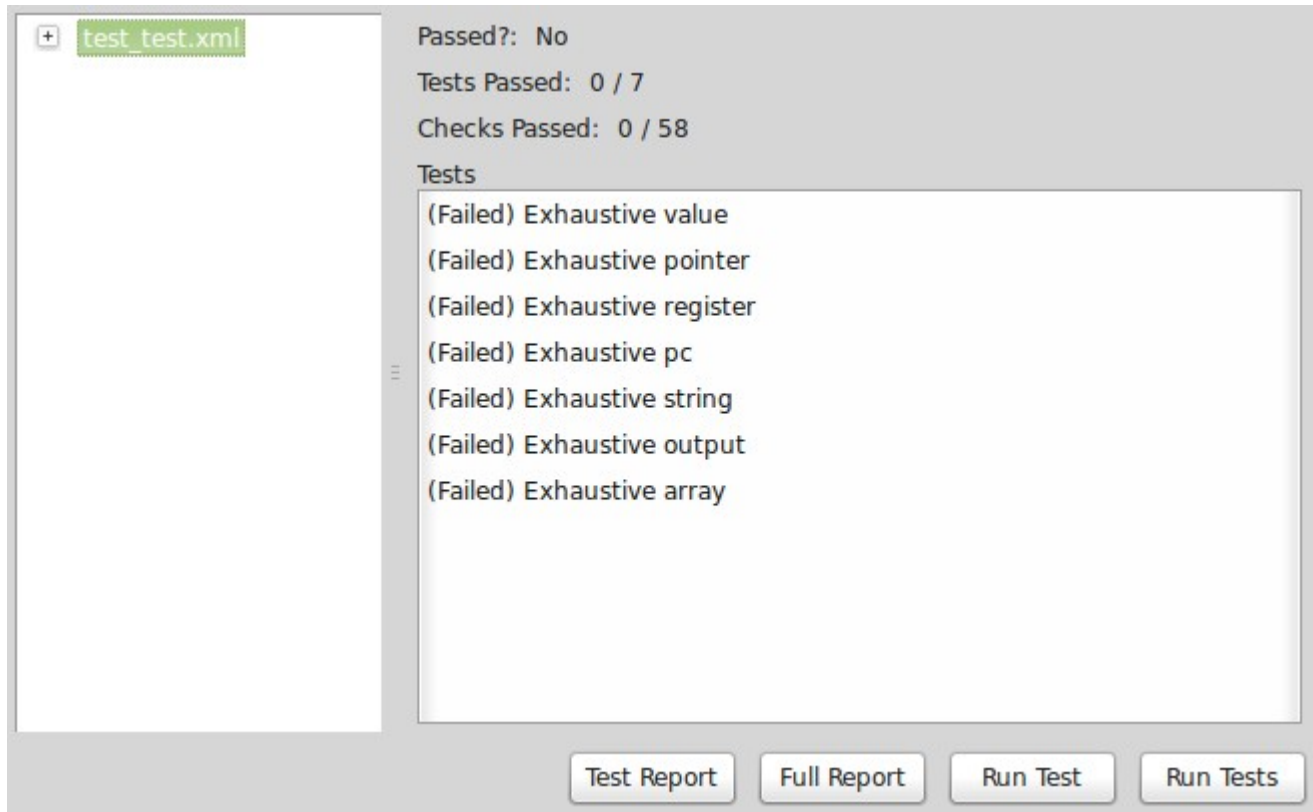 test_test.xml
Passed?: No
Tests Passed: 0 / 7
Checks Passed: 0 / 58
Tests
(Failed) Exhaustive value
(Failed) Exhaustive pointer
(Failed) Exhaustive register
(Failed) Exhaustive pc
(Failed) Exhaustive string
(Failed) Exhaustive output
(Failed) Exhaustive array
Test Report Full Report Run Test Run Tests